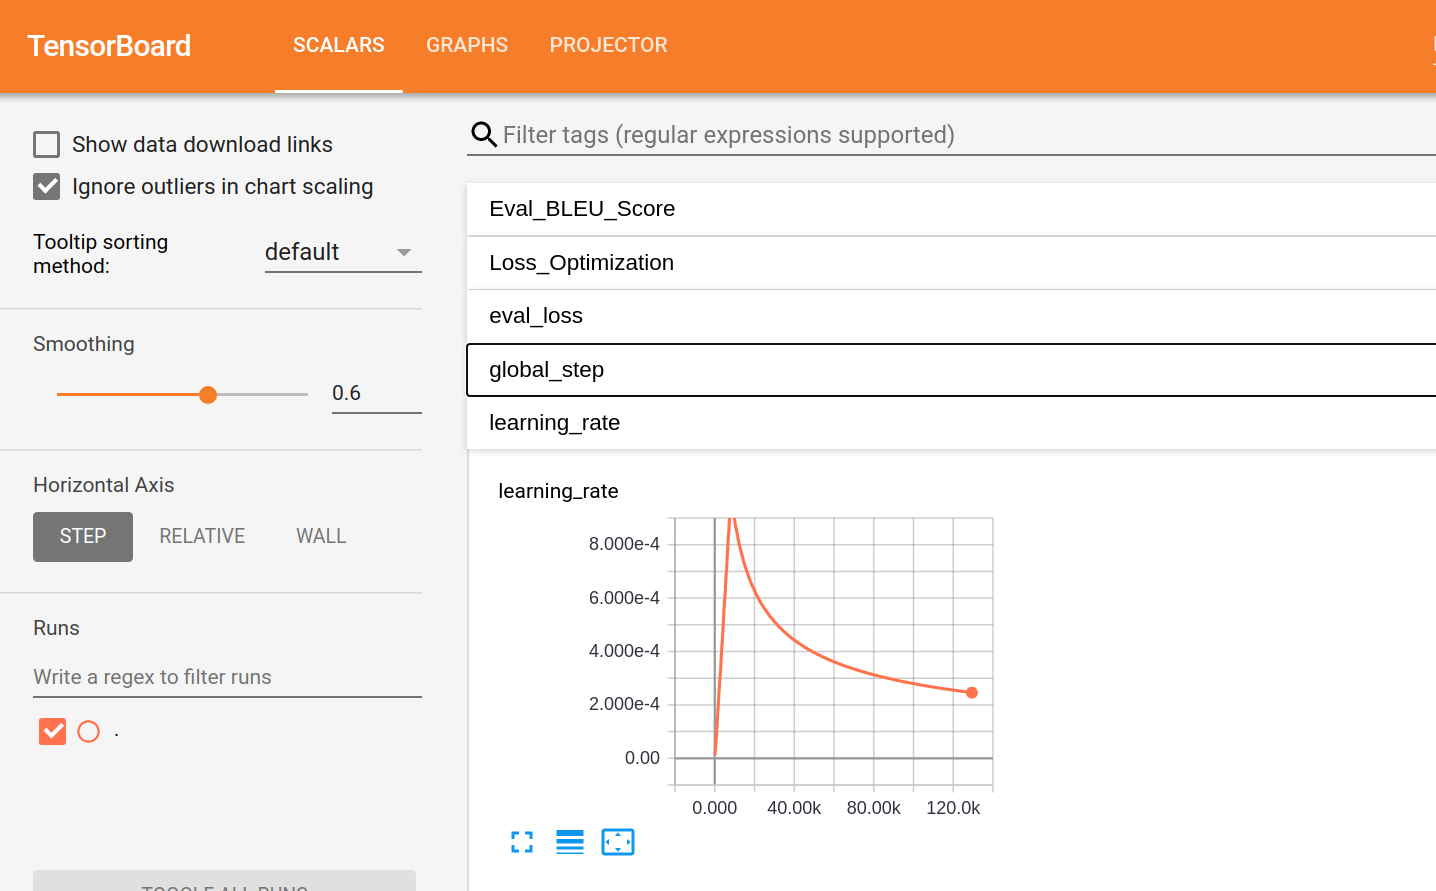 TensorBoard
SCALARS
GRAPHS
PROJECTOR
Show data download links
Ignore outliers in chart scaling
Tooltip sorting
method:
default
Smoothing
0.6
Horizontal Axis
STEP
RELATIVE
WALL
Runs
Write a regex to filter runs
.
TOGGLE ALL RUNS
Filter tags (regular expressions supported)
Eval_BLEU_Score
Loss_Optimization
eval_loss
global_step
learning_rate
learning_rate
8.000e-4
6.000e-4
4.000e-4
2.000e-4
0.00
0.000 40.00k 80.00k 120.0k